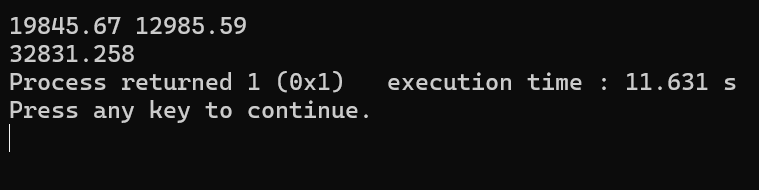 19845.67 12985.59
32831.258
Process returned 1 (0x1)   execution time : 11.631 s
Press any key to continue.